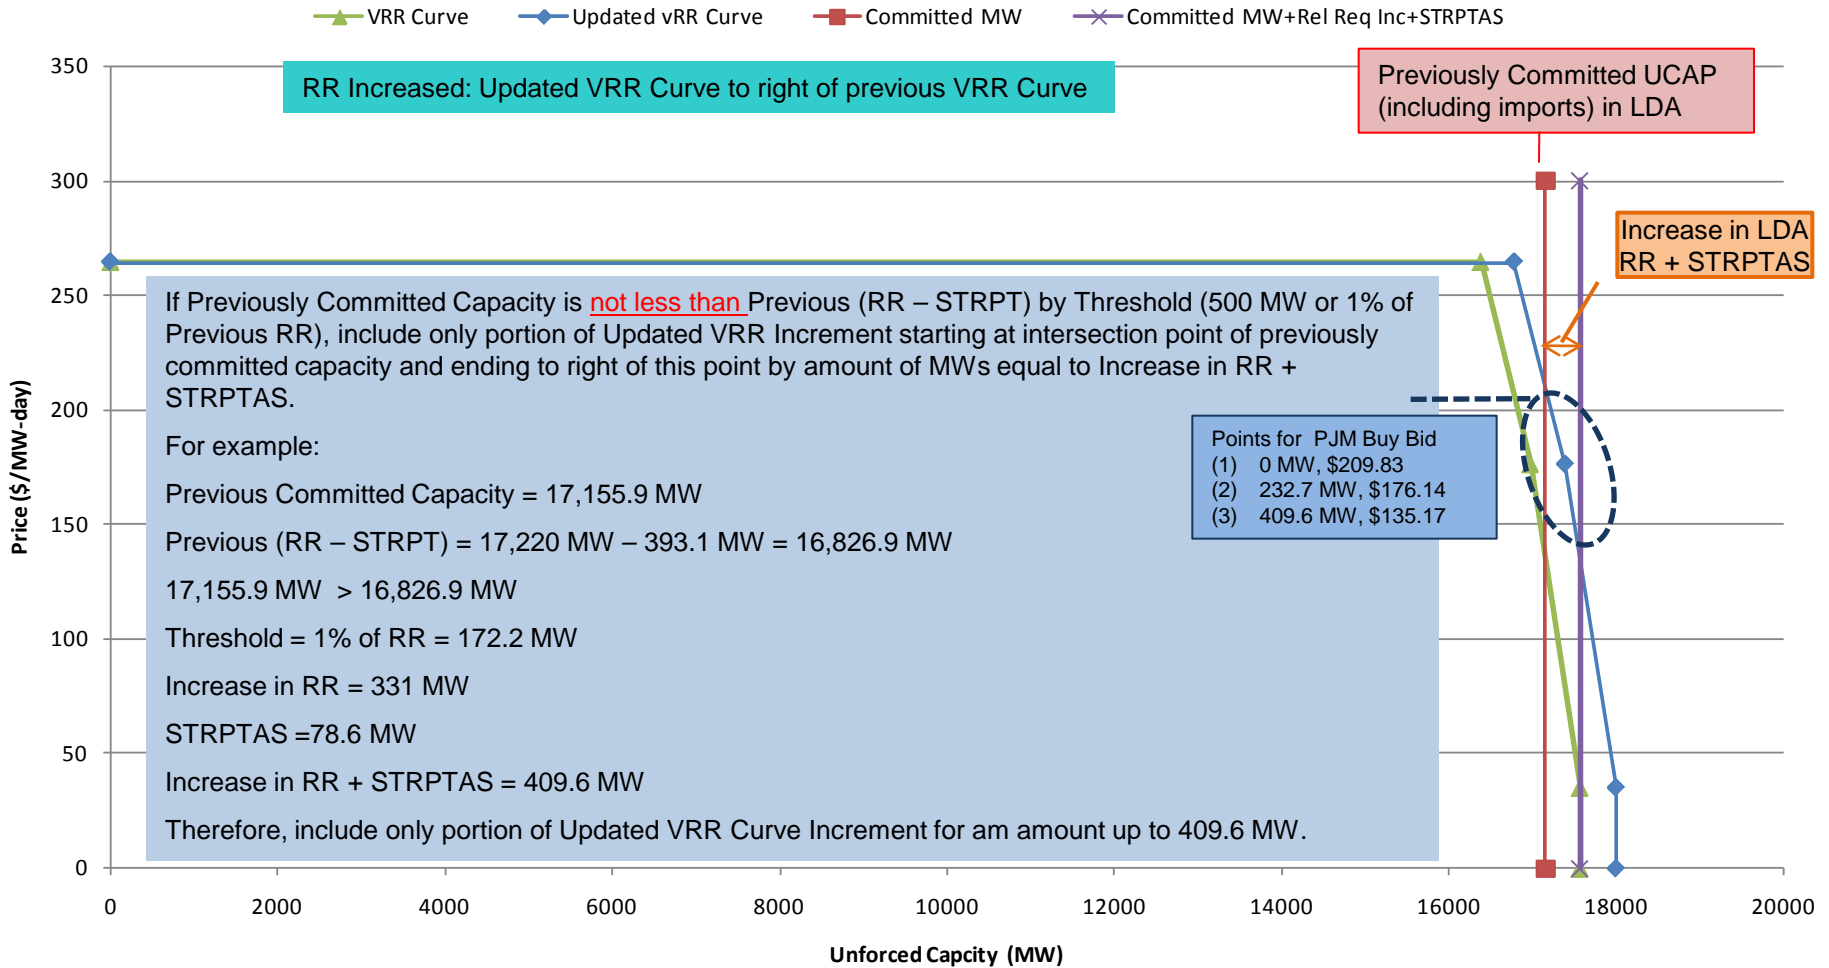 VRR Curve
Updated vRR Curve
Committed MW
Committed MW+Rel Req Inc+STRPTAS
350
300
250
200
150
100
50
0
Price ($/MW-day)
RR Increased: Updated VRR Curve to right of previous VRR Curve
Previously Committed UCAP
(including imports) in LDA
Increase in LDA
RR + STRPTAS
If Previously Committed Capacity is not less than Previous (RR – STRPT) by Threshold (500 MW or 1% of
Previous RR), include only portion of Updated VRR Increment starting at intersection point of previously
committed capacity and ending to right of this point by amount of MWs equal to Increase in RR +
STRPTAS.
For example:
Previous Committed Capacity = 17,155.9 MW
Previous (RR – STRPT) = 17,220 MW – 393.1 MW = 16,826.9 MW
17,155.9 MW > 16,826.9 MW
Threshold = 1% of RR = 172.2 MW
Increase in RR = 331 MW
STRPTAS =78.6 MW
Increase in RR + STRPTAS = 409.6 MW
Therefore, include only portion of Updated VRR Curve Increment for am amount up to 409.6 MW.
Points for PJM Buy Bid
(1) 0 MW, $209.83
(2) 232.7 MW, $176.14
(3) 409.6 MW, $135.17
0
2000
4000
6000
8000
10000
12000
14000
16000
18000
20000
Unforced Capcity (MW)